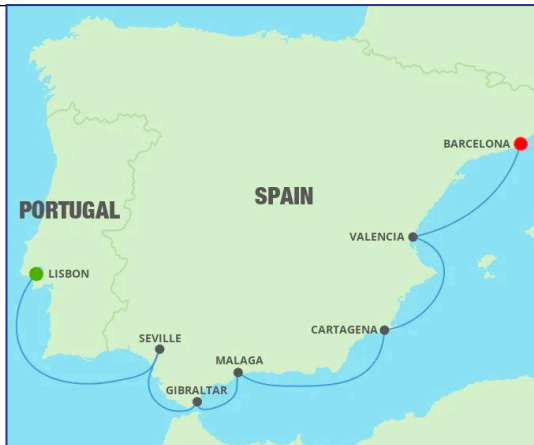 BARCELONA
SPAIN
PORTUGAL
VALENCIA
LISBON
CARTAGENA
SEVILLE
MALAGA
GIBRALTAR